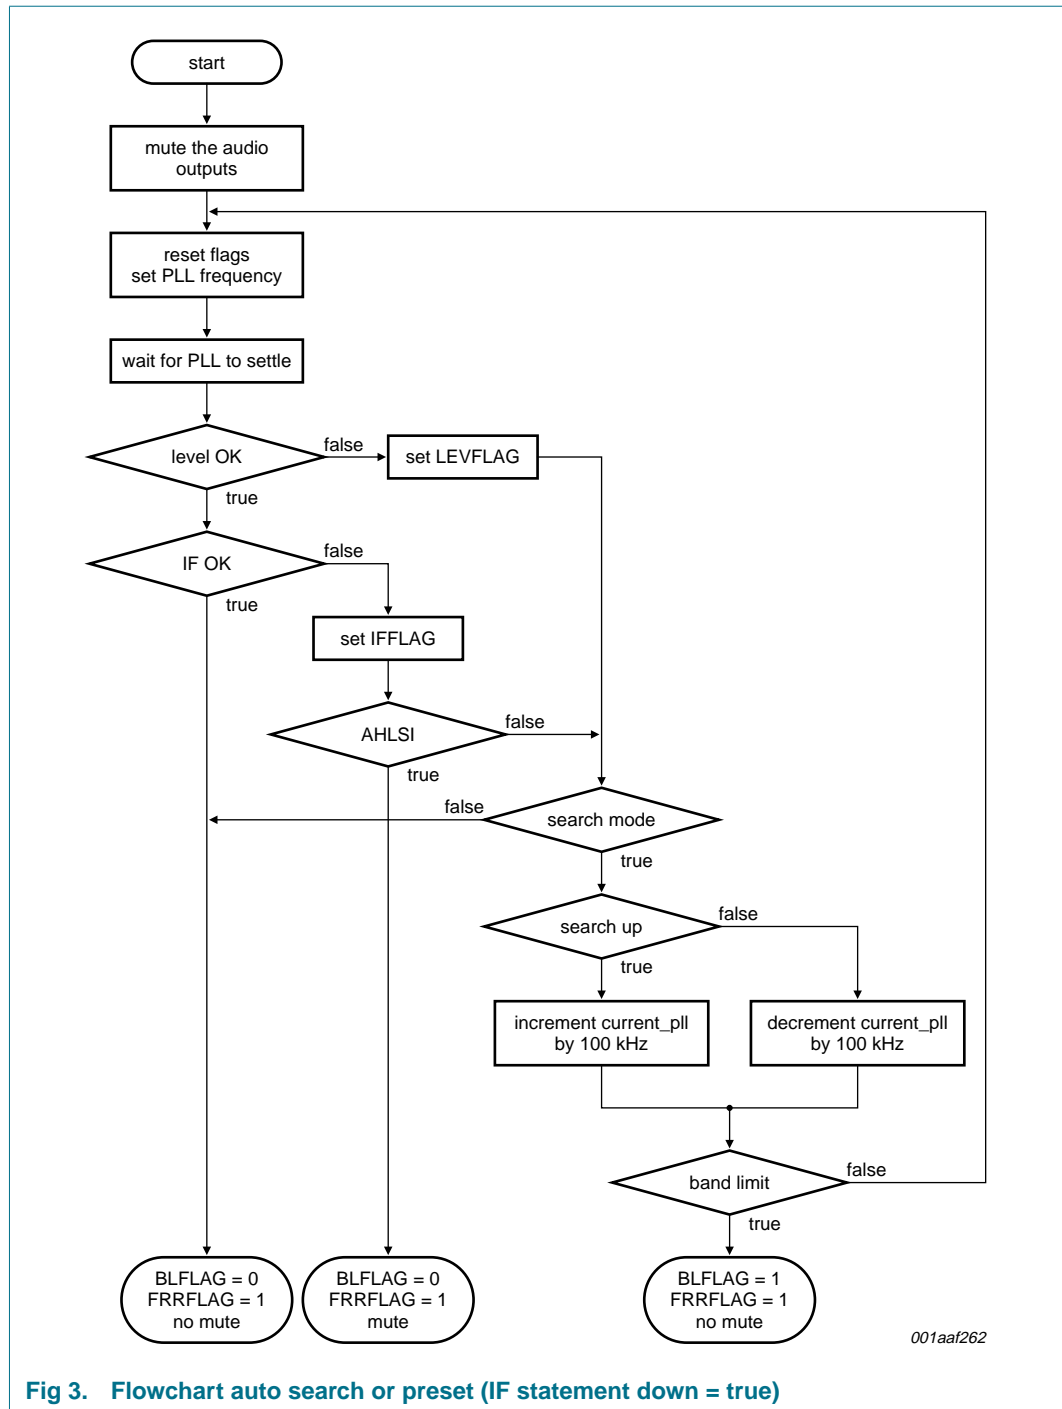 start
mute the audio
outputs
reset flags
set PLL frequency
wait for PLL to settle
level OK
false
set LEVFLAG
true
IF OK
false
true
set IFFLAG
AHLSI
false
true
false
search mode
true
search up
false
true
increment current_pll
by 100 kHz
decrement current_pll
by 100 kHz
band limit
false
true
BLFLAG = 0
FRRFLAG = 1
no mute
BLFLAG = 0
FRRFLAG = 1
mute
BLFLAG = 1
FRRFLAG = 1
no mute
001aaf262
Fig 3. Flowchart auto search or preset (IF statement down = true)